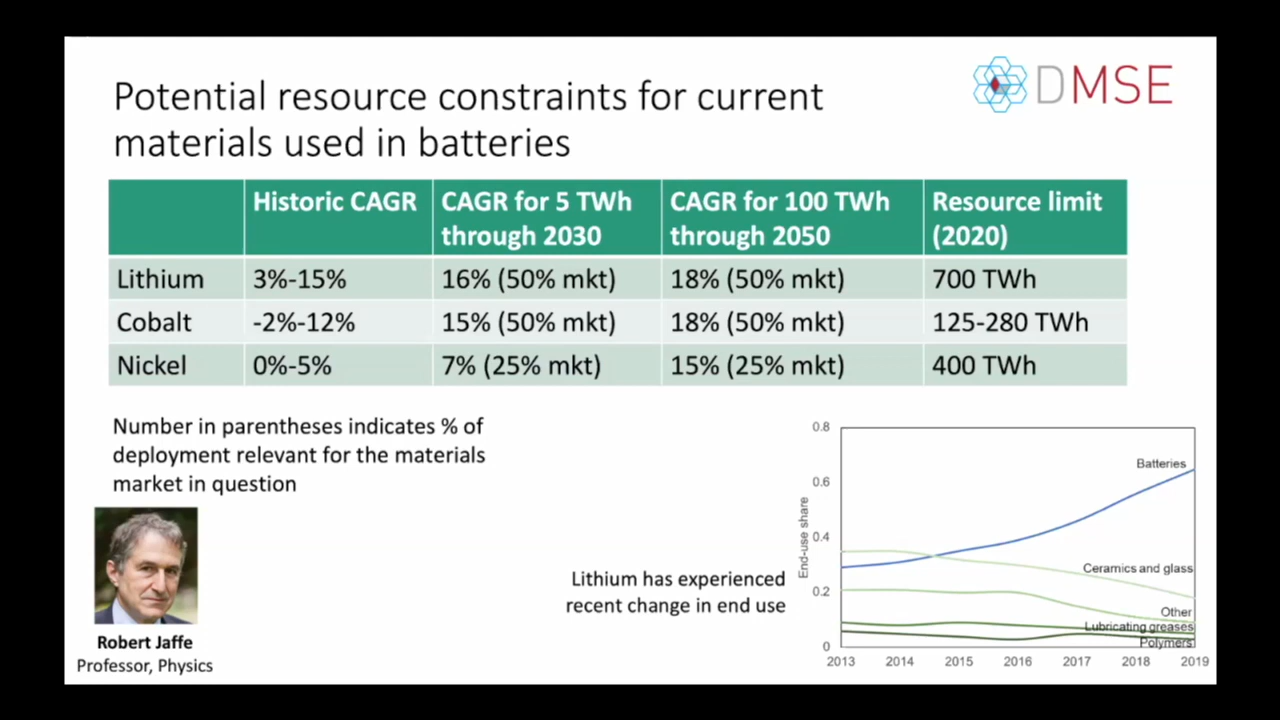 Potential resource constraints for current
materials used in batteries
DMSE
Historic CAGR
CAGR for 5 TWh
through 2030
CAGR for 100 TWh
through 2050
Resource limit
(2020)
Lithium 3%-15% 16% (50% mkt) 18% (50% mkt) 700 TWh
Cobalt -2%-12% 15% (50% mkt) 18% (50% mkt) 125-280 TWh
Nickel 0%-5% 7% (25% mkt) 15% (25% mkt) 400 TWh
Number in parentheses indicates % of
deployment relevant for the materials
market in question
Robert Jaffe
Professor, Physics
Lithium has experienced
recent change in end use
End-use share
0.8
0.6
0.4
0.2
0
Batteries
Ceramics and glass
Other
Lubricating greases
Polymers
2013 2014 2015 2016 2017 2018 2019